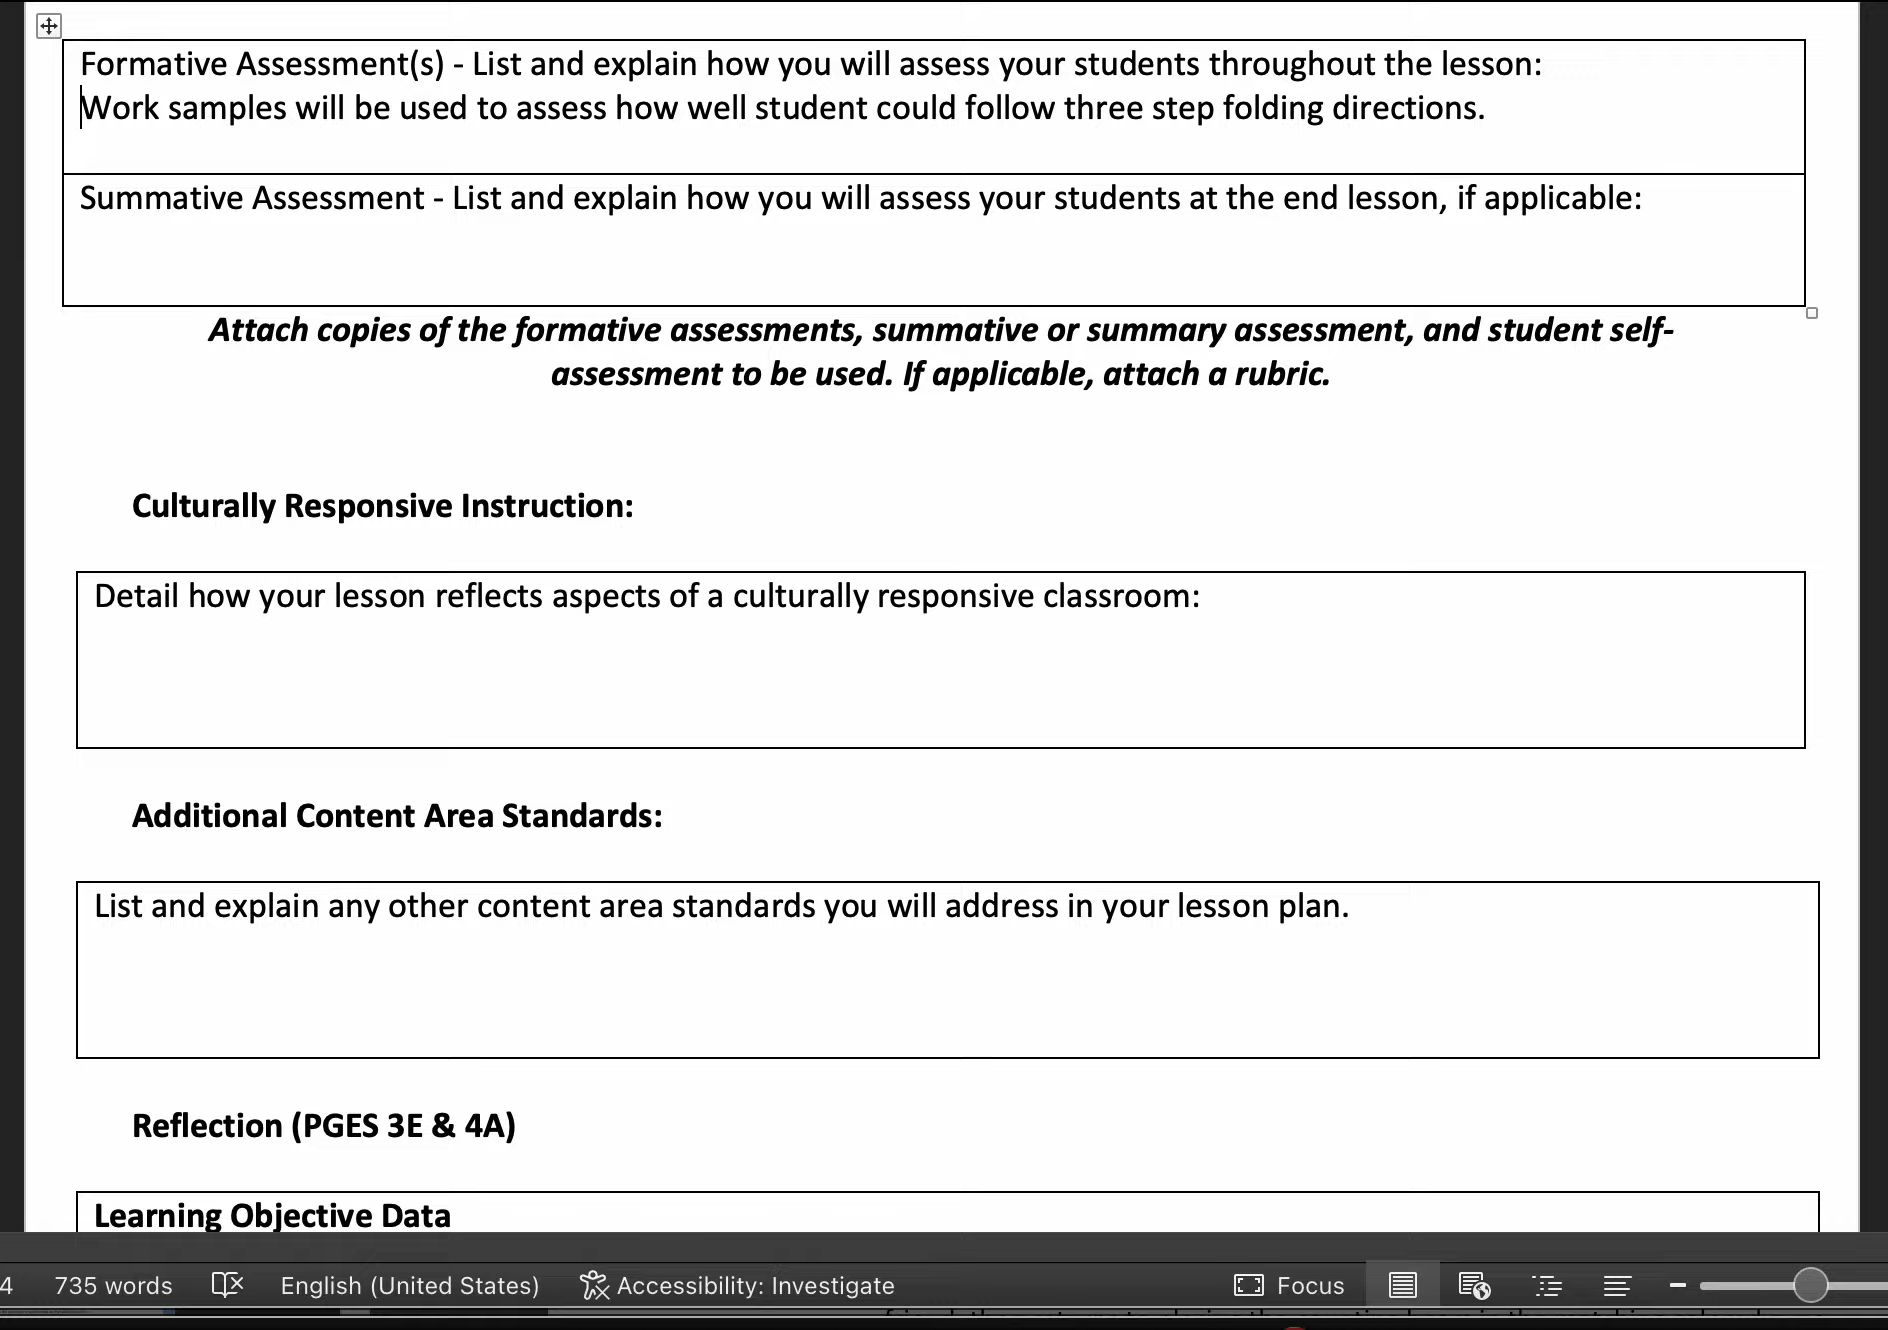 Formative Assessment(s) - List and explain how you will assess your students throughout the lesson:
Work samples will be used to assess how well student could follow three step folding directions.
Summative Assessment - List and explain how you will assess your students at the end lesson, if applicable:
Attach copies of the formative assessments, summative or summary assessment, and student self-
assessment to be used. If applicable, attach a rubric.
Culturally Responsive Instruction:
Detail how your lesson reflects aspects of a culturally responsive classroom:
Additional Content Area Standards:
List and explain any other content area standards you will address in your lesson plan.
Reflection (PGES 3E & 4A)
Learning Objective Data
4 735 words English (United States) Accessibility: Investigate Focus